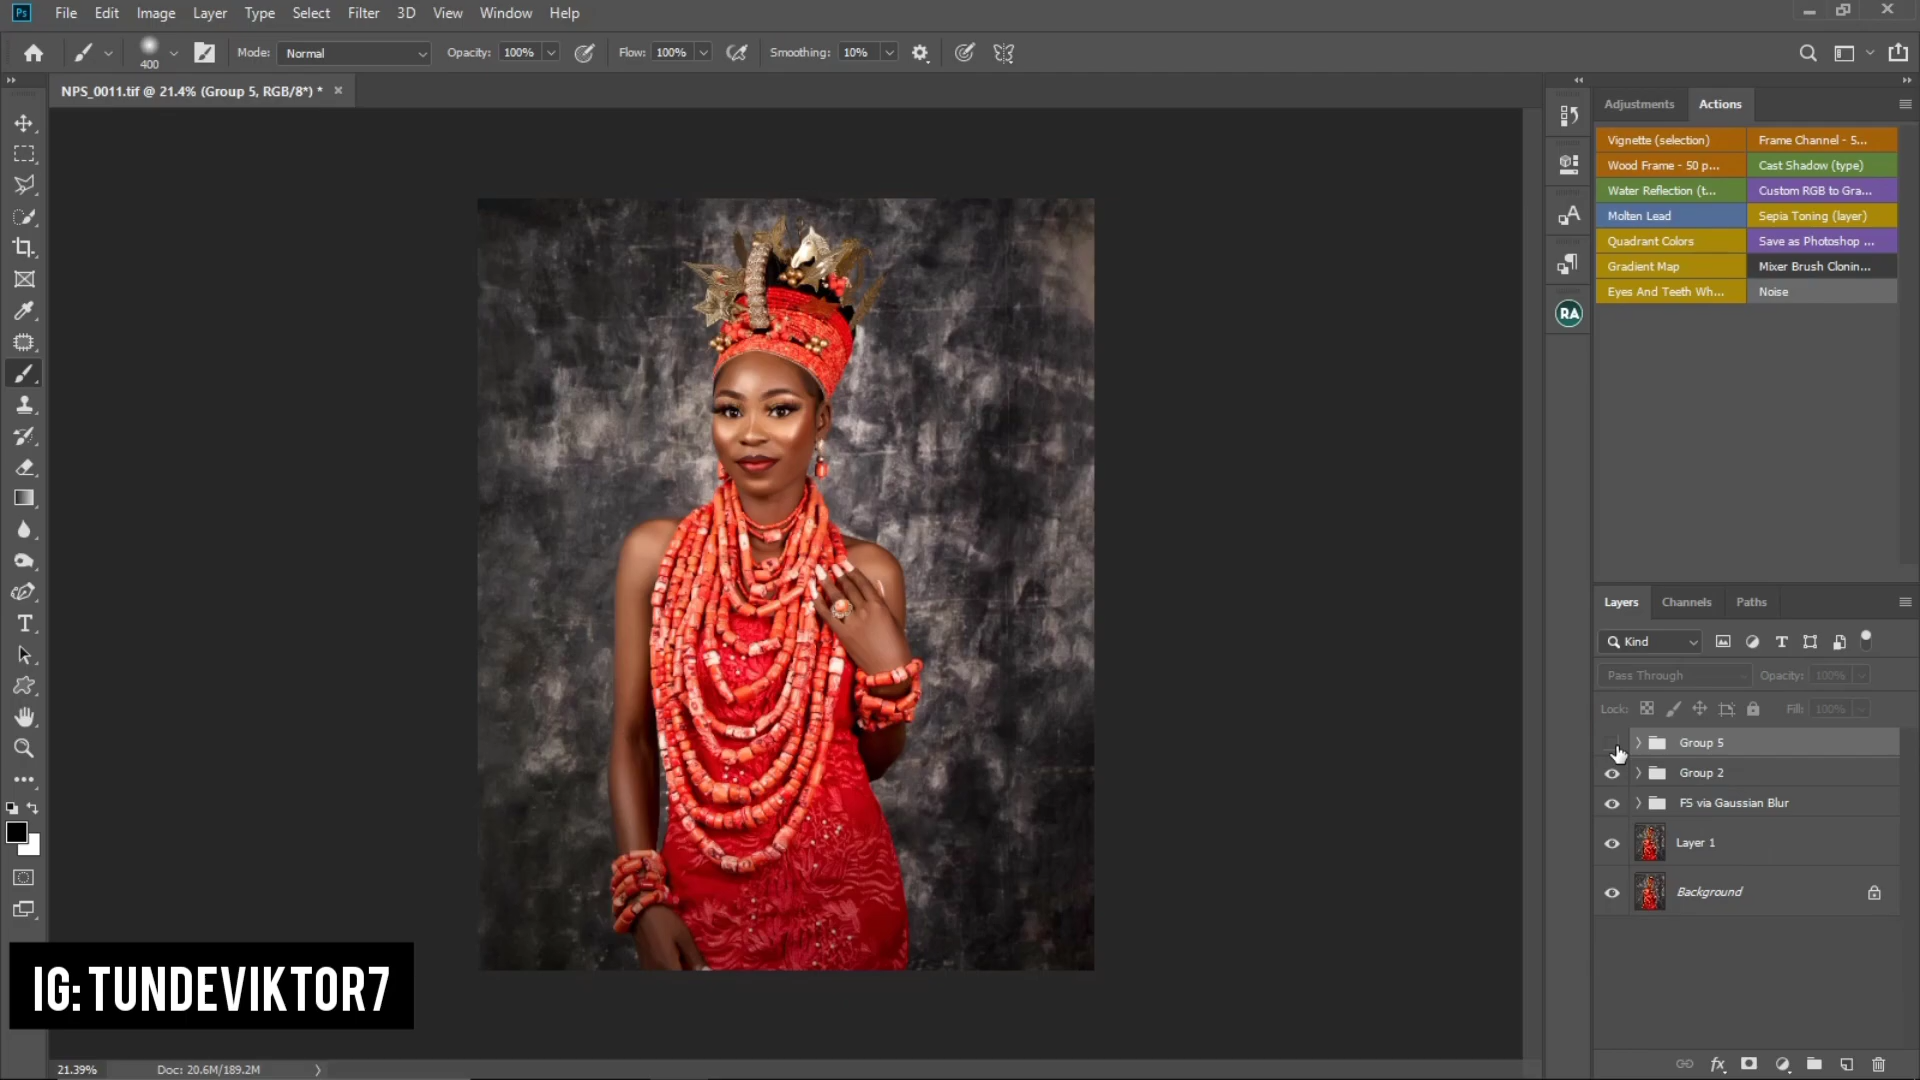 Ps File Edit Image Layer Type Select Filter 3D View Window Help
400 Mode: Normal Opacity: 100% Flow: 100% Smoothing: 10%
NPS_0011.tif @ 21.4% (Group 5, RGB/8*) *
Adjustments Actions
Vignette (selection) Frame Channel - 5...
Wood Frame - 50 p... Cast Shadow (type)
Water Reflection (t... Custom RGB to Gra...
Molten Lead Sepia Toning (layer)
Quadrant Colors Save as Photoshop ...
Gradient Map Mixer Brush Clonin...
Eyes And Teeth Wh... Noise
RA
Layers Channels Paths
Kind
Pass Through Opacity: 100%
Lock: Fill: 100%
Group 5
Group 2
FS via Gaussian Blur
Layer 1
Background
IG: TUNDEVIKTOR7
21.39% Doc: 20.6M/189.2M